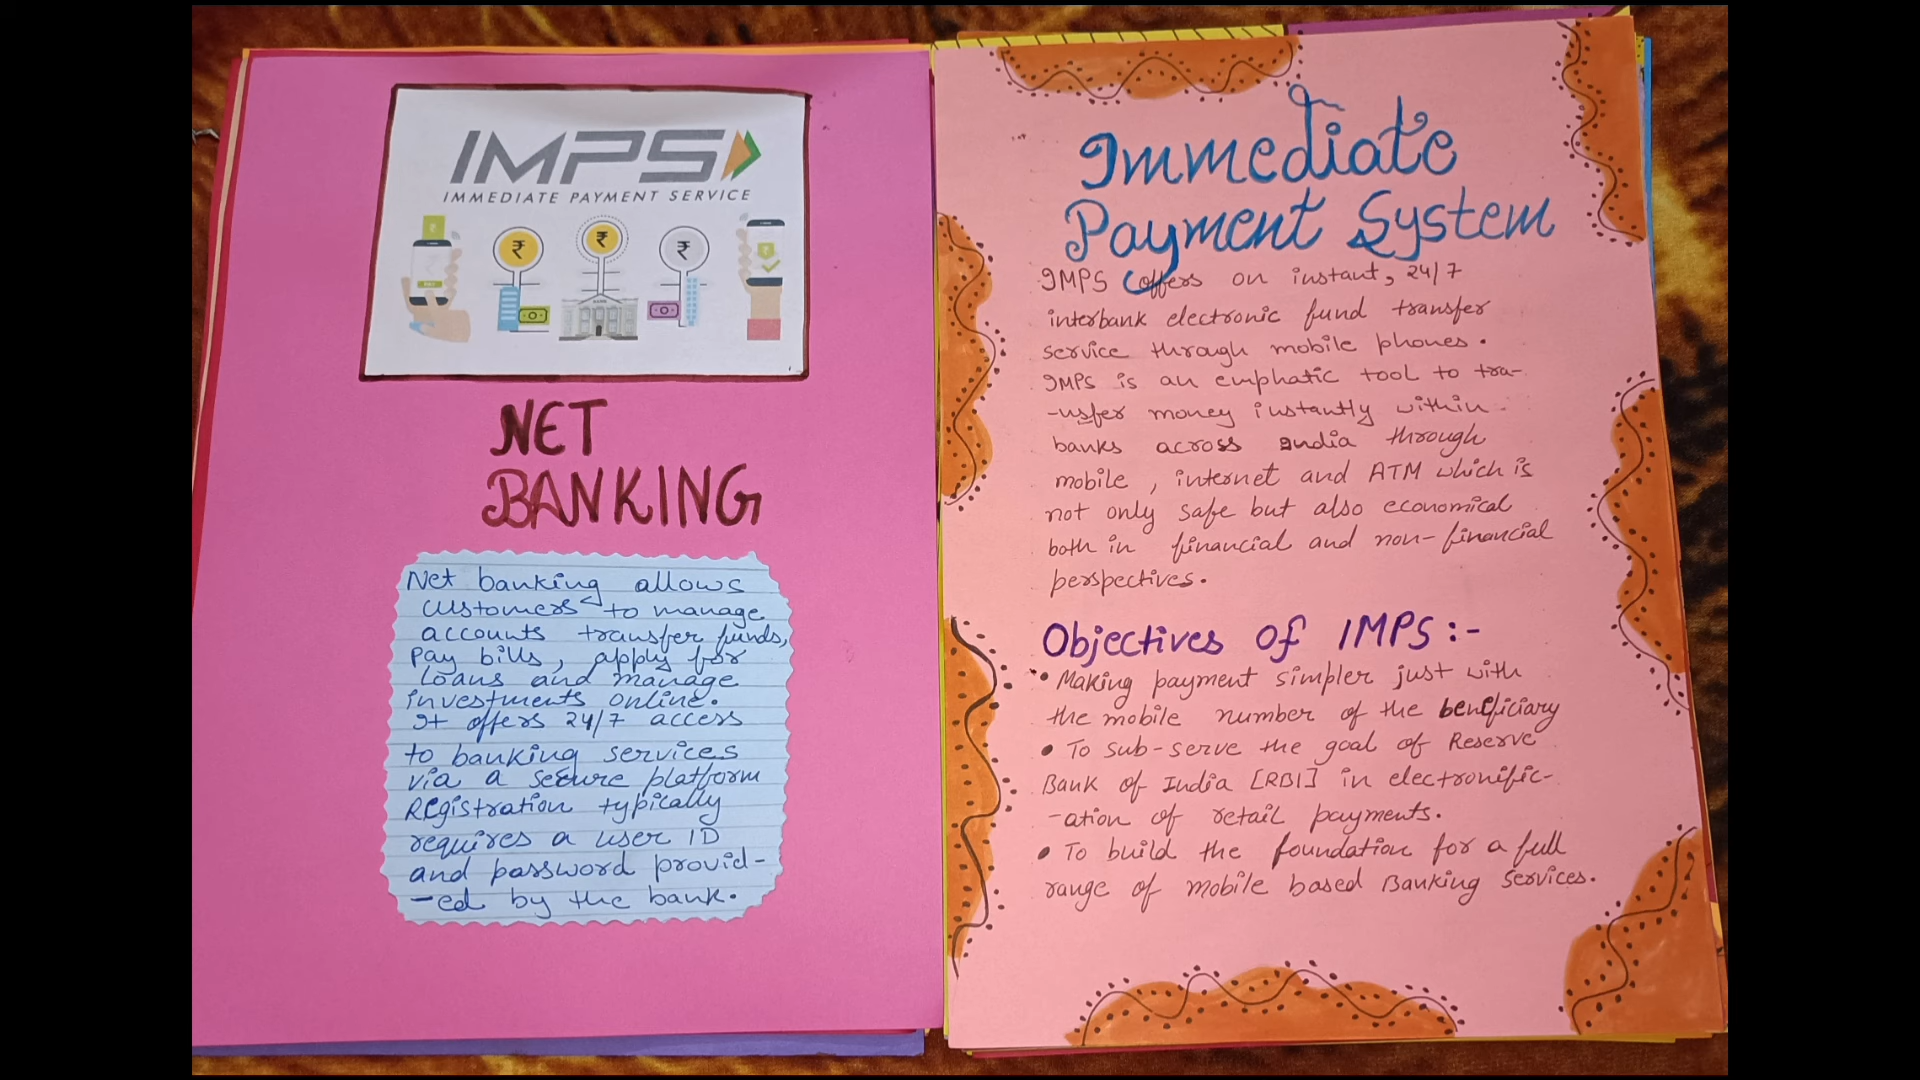 IMPS
IMMEDIATE PAYMENT SERVICE
NET
BANKING
Net banking allows
customers to manage
accounts transfer funds,
Pay bills, apply for
loans and manage
investments online.
It offers 24/7 access
to banking services
via a secure platform
Registration typically
requires a user ID
and password provid-
-ed by the bank.
Immediate
Payment System
IMPS offers on instant, 24/7
interbank electronic fund transfer
service through mobile phones.
IMPS is an emphatic tool to tra-
-nsfer money instantly within
banks across India through
mobile, internet and ATM which is
not only safe but also economical
both in financial and non-financial
perspectives.
Objectives of IMPS:-
• Making payment simpler just with
the mobile number of the beneficiary
• To sub-serve the goal of Reserve
Bank of India [RBI] in electronific-
-ation of retail payments.
• To build the foundation for a full
range of mobile based Banking Services.